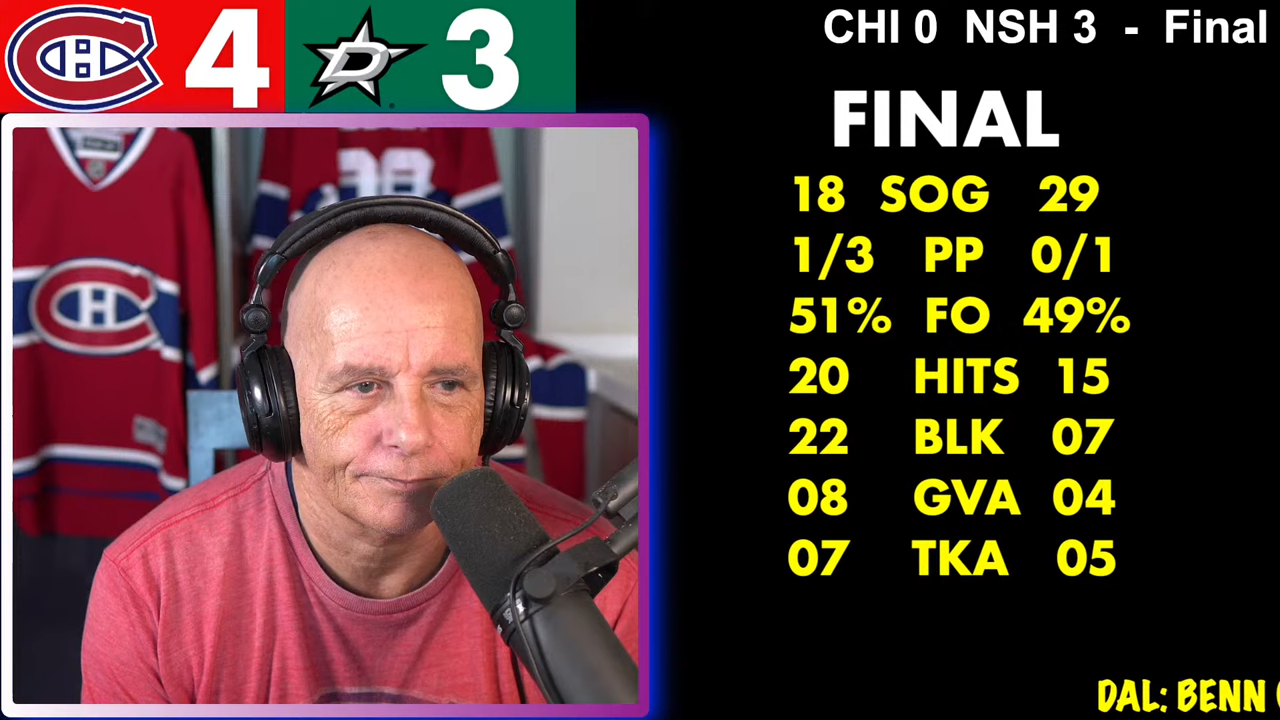 4 3
CHI 0 NSH 3 - Final
FINAL
18 SOG 29
1/3 PP 0/1
51% FO 49%
20 HITS 15
22 BLK 07
08 GVA 04
07 TKA 05
DAL: BENN